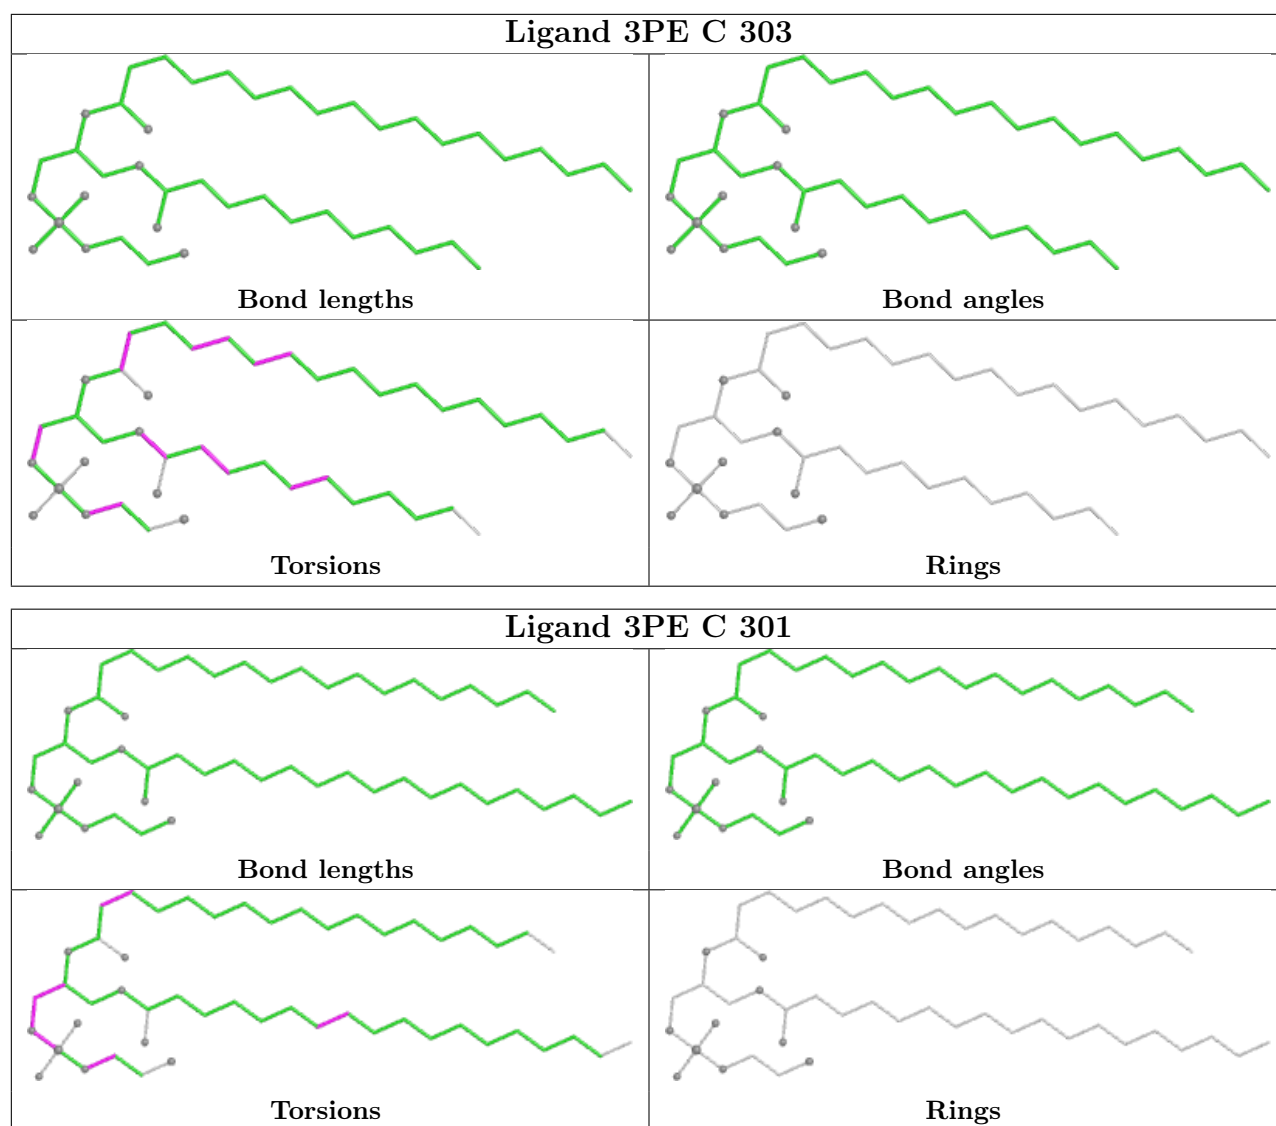 Ligand 3PE C 303
Bond lengths
Bond angles
Torsions
Rings
Ligand 3PE C 301
Bond lengths
Bond angles
Torsions
Rings